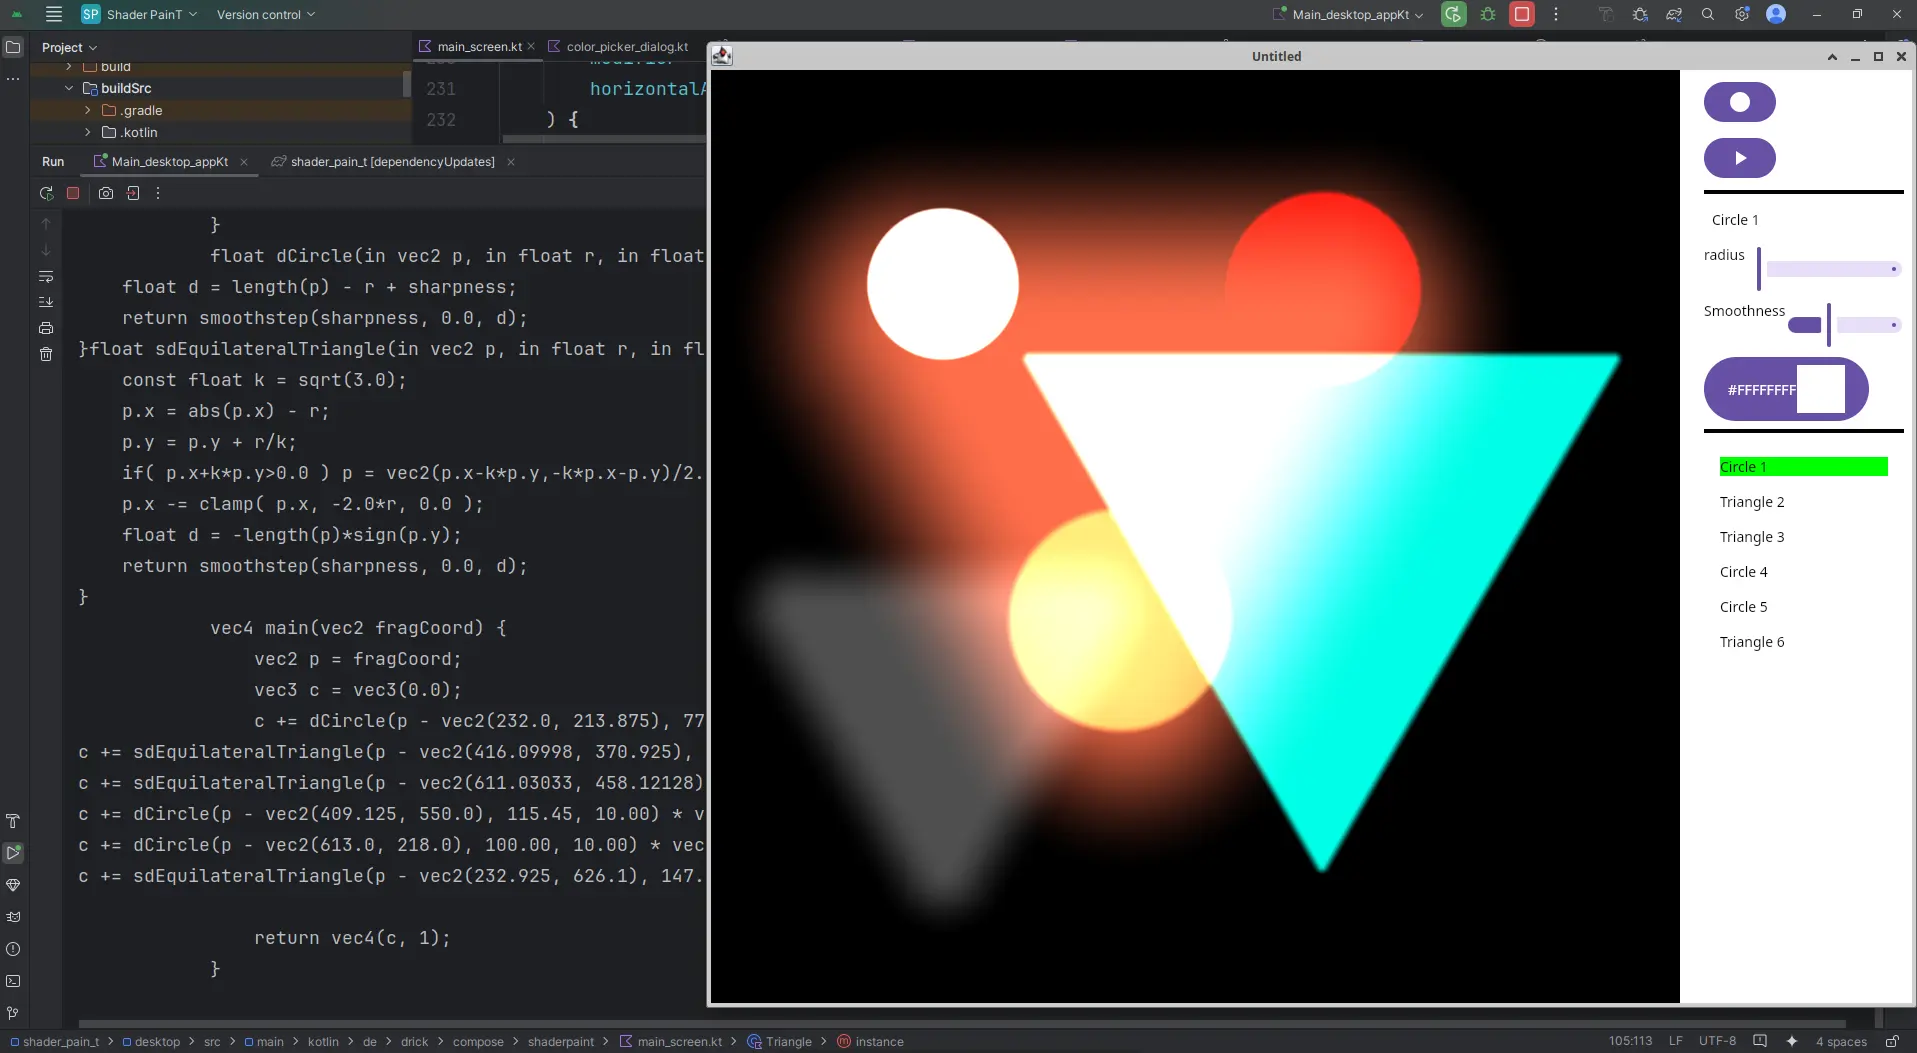 SP Shader PainT Version control Main_desktop_appKt
Project
main_screen.kt color_picker_dialog.kt
build
buildSrc
.gradle
.kotlin
231 horizontalA
232 ) {
Run Main_desktop_appKt shader_pain_t [dependencyUpdates]
}
float dCircle(in vec2 p, in float r, in float
float d = length(p) - r + sharpness;
return smoothstep(sharpness, 0.0, d);
}float sdEquilateralTriangle(in vec2 p, in float r, in fl
const float k = sqrt(3.0);
p.x = abs(p.x) - r;
p.y = p.y + r/k;
if( p.x+k*p.y>0.0 ) p = vec2(p.x-k*p.y,-k*p.x-p.y)/2.
p.x -= clamp( p.x, -2.0*r, 0.0 );
float d = -length(p)*sign(p.y);
return smoothstep(sharpness, 0.0, d);
}
vec4 main(vec2 fragCoord) {
vec2 p = fragCoord;
vec3 c = vec3(0.0);
c += dCircle(p - vec2(232.0, 213.875), 77
c += sdEquilateralTriangle(p - vec2(416.09998, 370.925),
c += sdEquilateralTriangle(p - vec2(611.03033, 458.12128)
c += dCircle(p - vec2(409.125, 550.0), 115.45, 10.00) * v
c += dCircle(p - vec2(613.0, 218.0), 100.00, 10.00) * vec
c += sdEquilateralTriangle(p - vec2(232.925, 626.1), 147.
return vec4(c, 1);
}
Untitled
Circle 1
radius
Smoothness
#FFFFFFFF
Circle 1
Triangle 2
Triangle 3
Circle 4
Circle 5
Triangle 6
shader_pain_t desktop src main kotlin de drick compose shaderpaint main_screen.kt Triangle instance 105:113 LF UTF-8 4 spaces